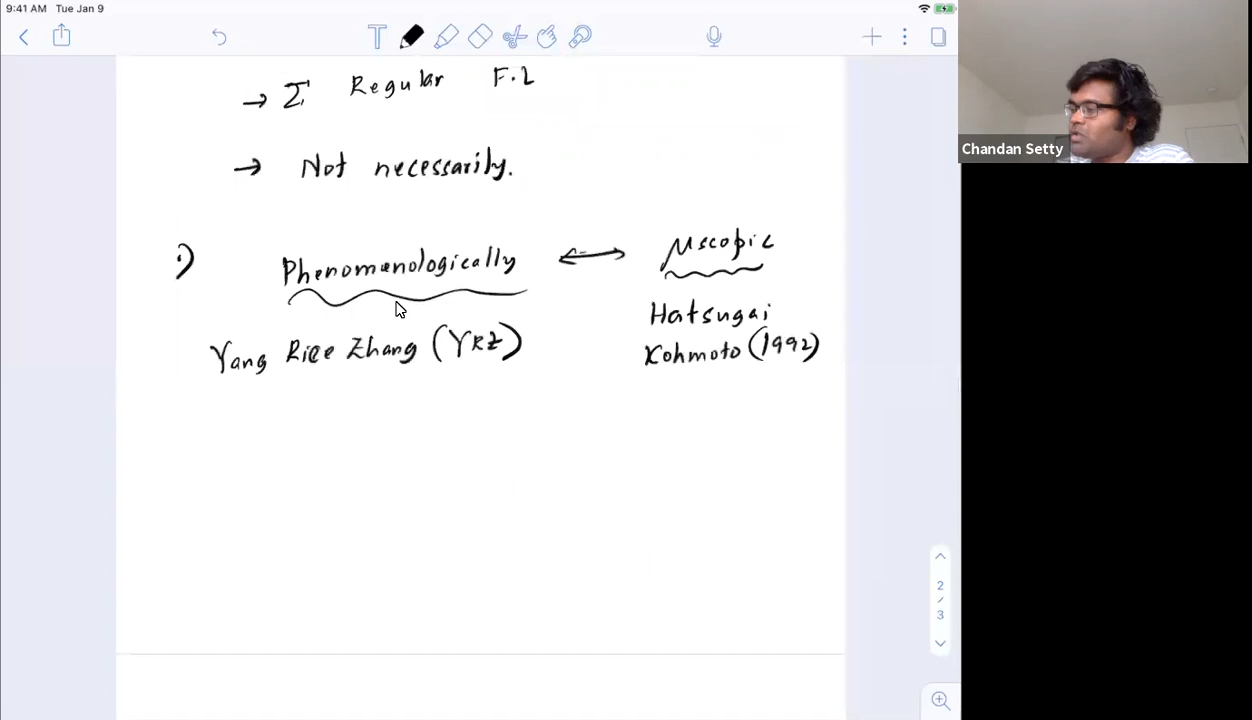 9:41 AM Tue Jan 9
→ Σ Regular F.L
→ Not necessarily.
Chandan Setty
Phenomenologically ⟷ μscopic
Yang Rice Zhang (YRZ)
Hatsugai
Kohmoto (1992)
2
/
3